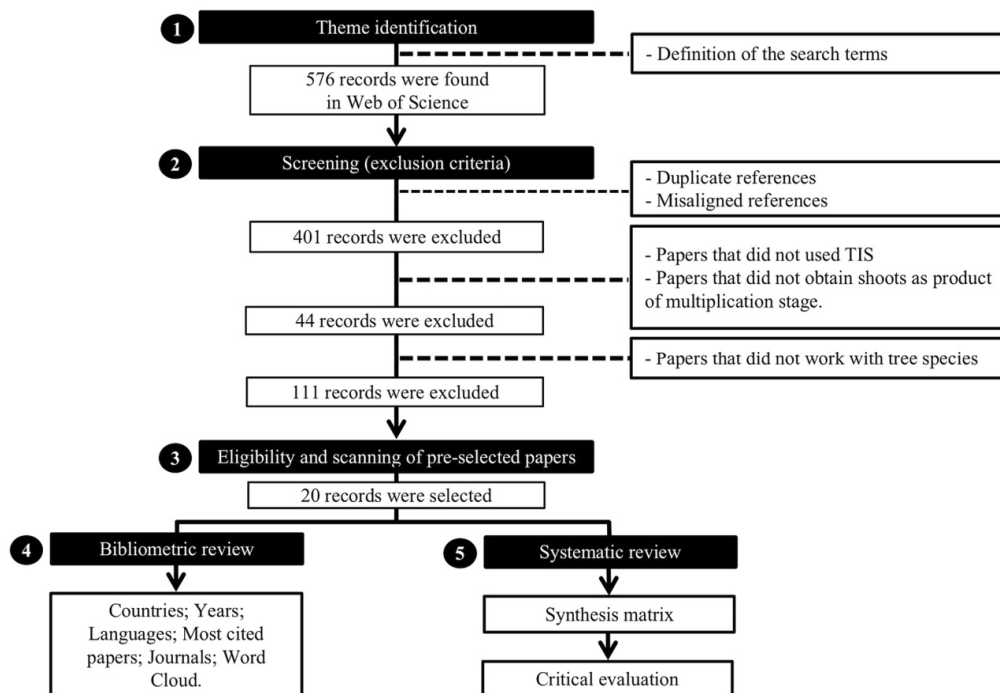 1
Theme identification
- Definition of the search terms
576 records were found
in Web of Science
2
Screening (exclusion criteria)
- Duplicate references
- Misaligned references
401 records were excluded
- Papers that did not used TIS
- Papers that did not obtain shoots as product
of multiplication stage.
44 records were excluded
- Papers that did not work with tree species
111 records were excluded
3
Eligibility and scanning of pre-selected papers
20 records were selected
4
Bibliometric review
Countries; Years;
Languages; Most cited
papers; Journals; Word
Cloud.
5
Systematic review
Synthesis matrix
Critical evaluation